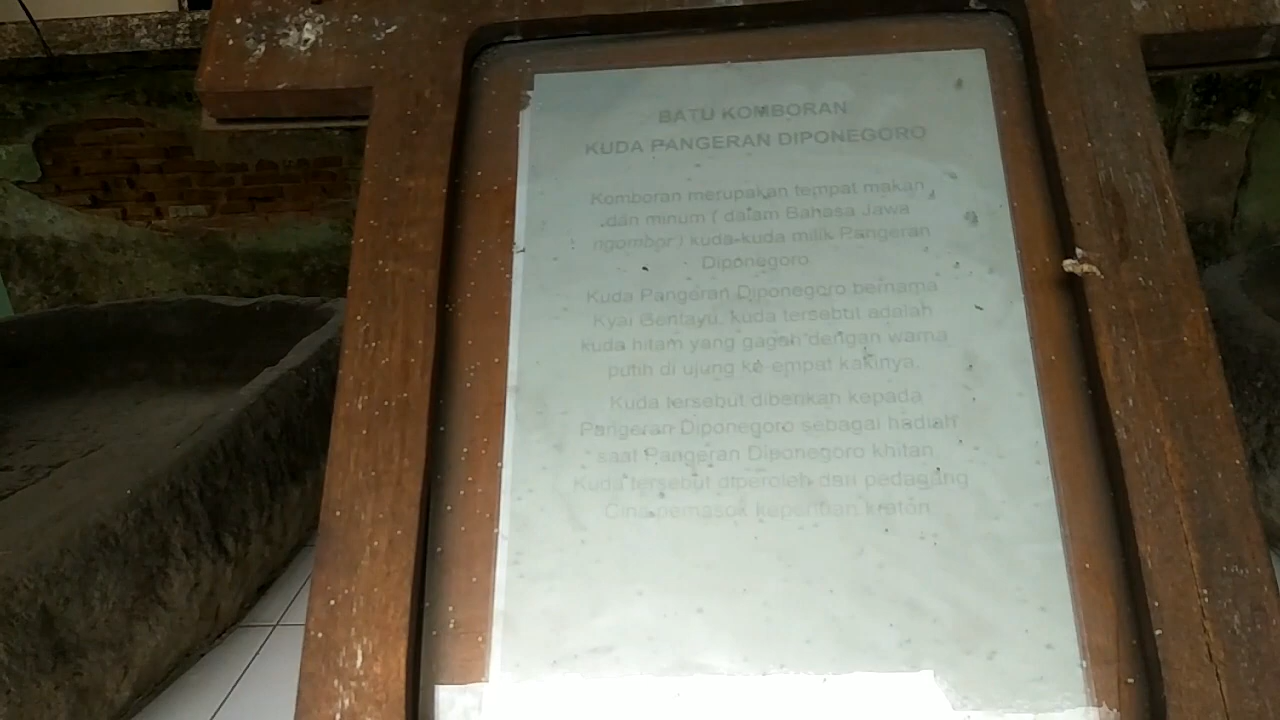 BATU KOMBORAN
KUDA PANGERAN DIPONEGORO
Komboran merupakan tempat makan
dan minum ( dalam Bahasa Jawa
ngombor ) kuda-kuda milik Pangeran
Diponegoro
Kuda Pangeran Diponegoro bernama
Kyai Gentayu, kuda tersebut adalah
kuda hitam yang gagah dengan warna
putih di ujung ke empat kakinya.
Kuda tersebut diberikan kepada
Pangeran Diponegoro sebagai hadiah
saat Pangeran Diponegoro khitan.
Kuda tersebut diperoleh dari pedagang
Cina pemasok keperluan kraton